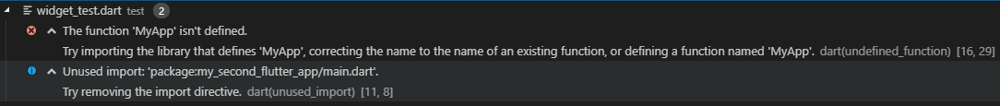 widget_test.dart test 2
The function 'MyApp' isn't defined.
Try importing the library that defines 'MyApp', correcting the name to the name of an existing function, or defining a function named 'MyApp'. dart(undefined_function) [16, 29]
Unused import: 'package:my_second_flutter_app/main.dart'.
Try removing the import directive. dart(unused_import) [11, 8]